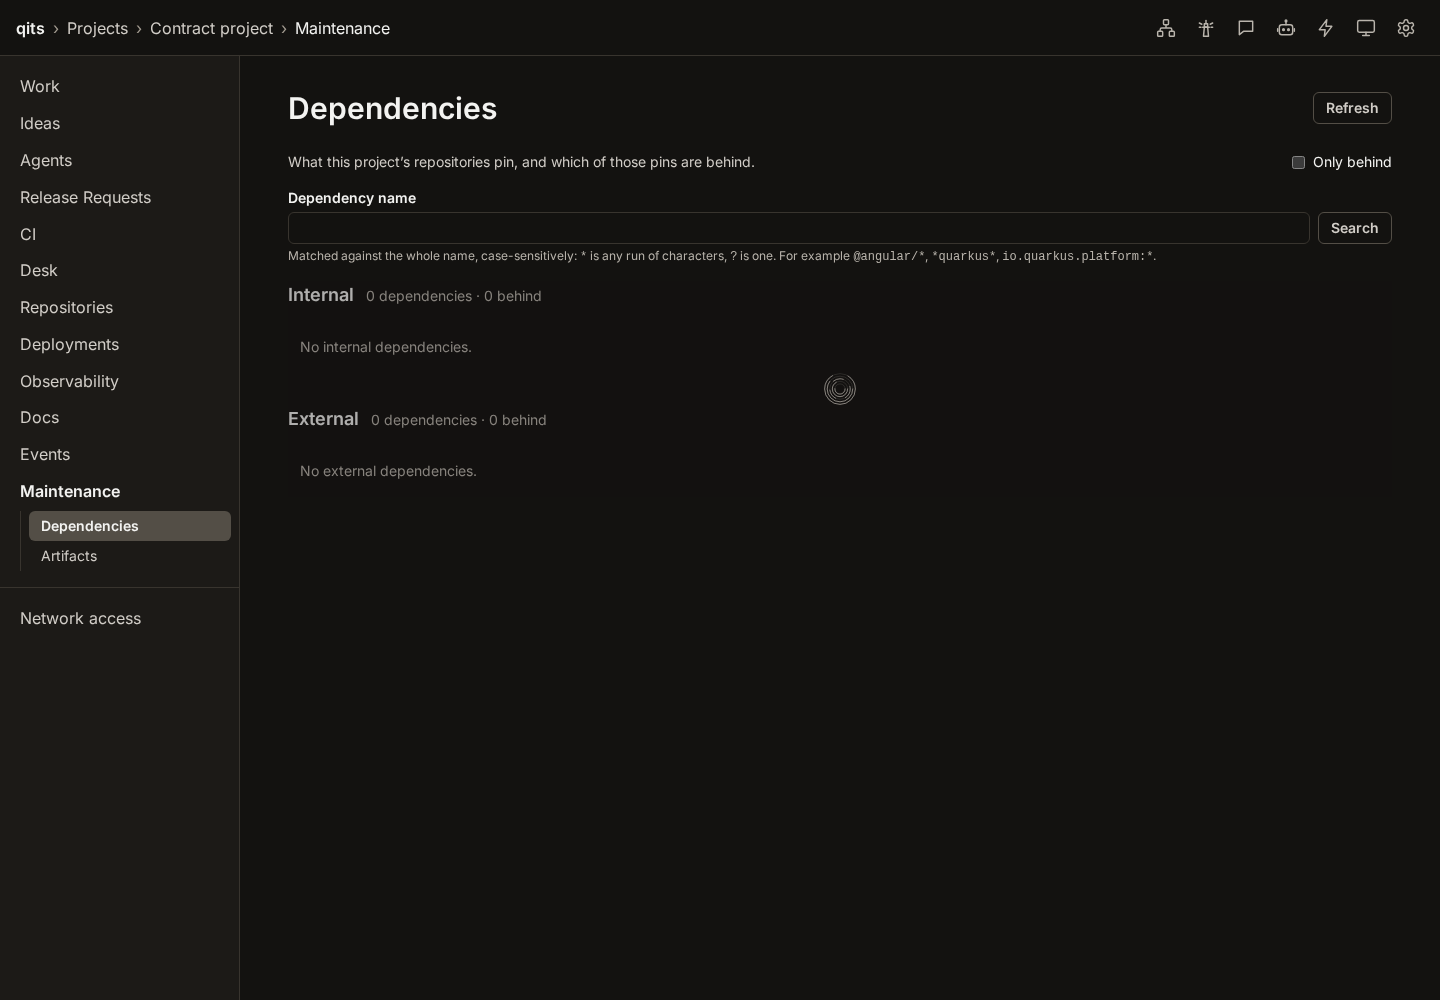 qits › Projects › Contract project › Maintenance
Work
Ideas
Agents
Release Requests
CI
Desk
Repositories
Deployments
Observability
Docs
Events
Maintenance
Dependencies
Artifacts
Network access
Dependencies
Refresh
What this project’s repositories pin, and which of those pins are behind.
Only behind
Dependency name
Search
Matched against the whole name, case-sensitively: * is any run of characters, ? is one. For example @angular/*, *quarkus*, io.quarkus.platform:*.
Internal 0 dependencies · 0 behind
No internal dependencies.
External 0 dependencies · 0 behind
No external dependencies.